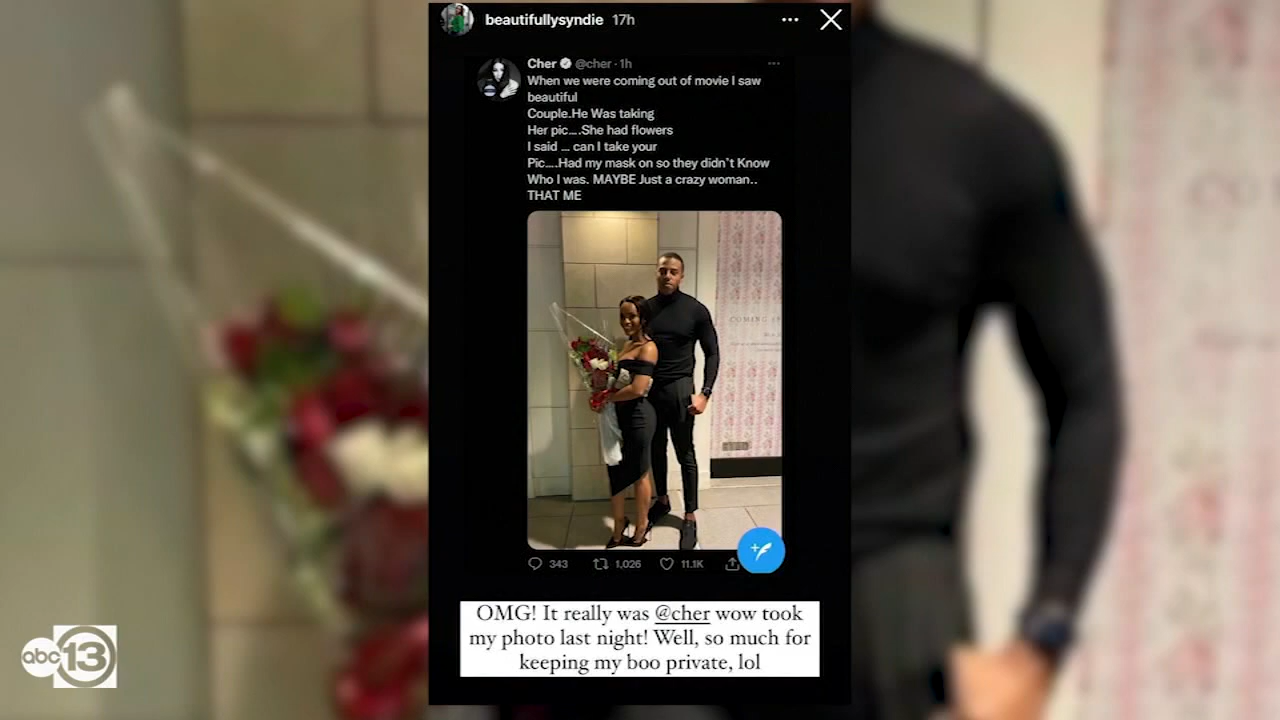 beautifullysyndie 17h
Cher @cher · 1h
When we were coming out of movie I saw
beautiful
Couple.He Was taking
Her pic....She had flowers
I said ... can I take your
Pic....Had my mask on so they didn't Know
Who I was. MAYBE Just a crazy woman..
THAT ME
COMING
343 1,026 11.1K
OMG! It really was @cher wow took
my photo last night! Well, so much for
keeping my boo private, lol
abc 13